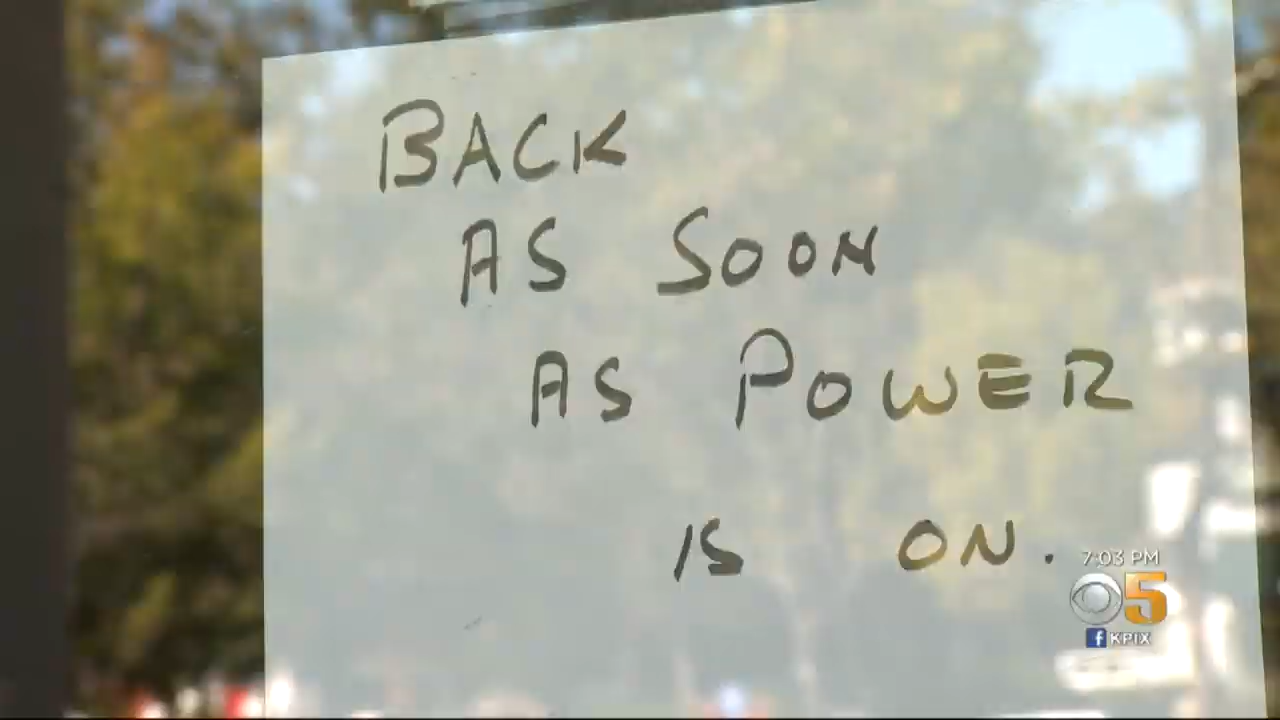 BACK
AS SOON
AS POWER
IS ON.
7:03 PM
5
f KPIX